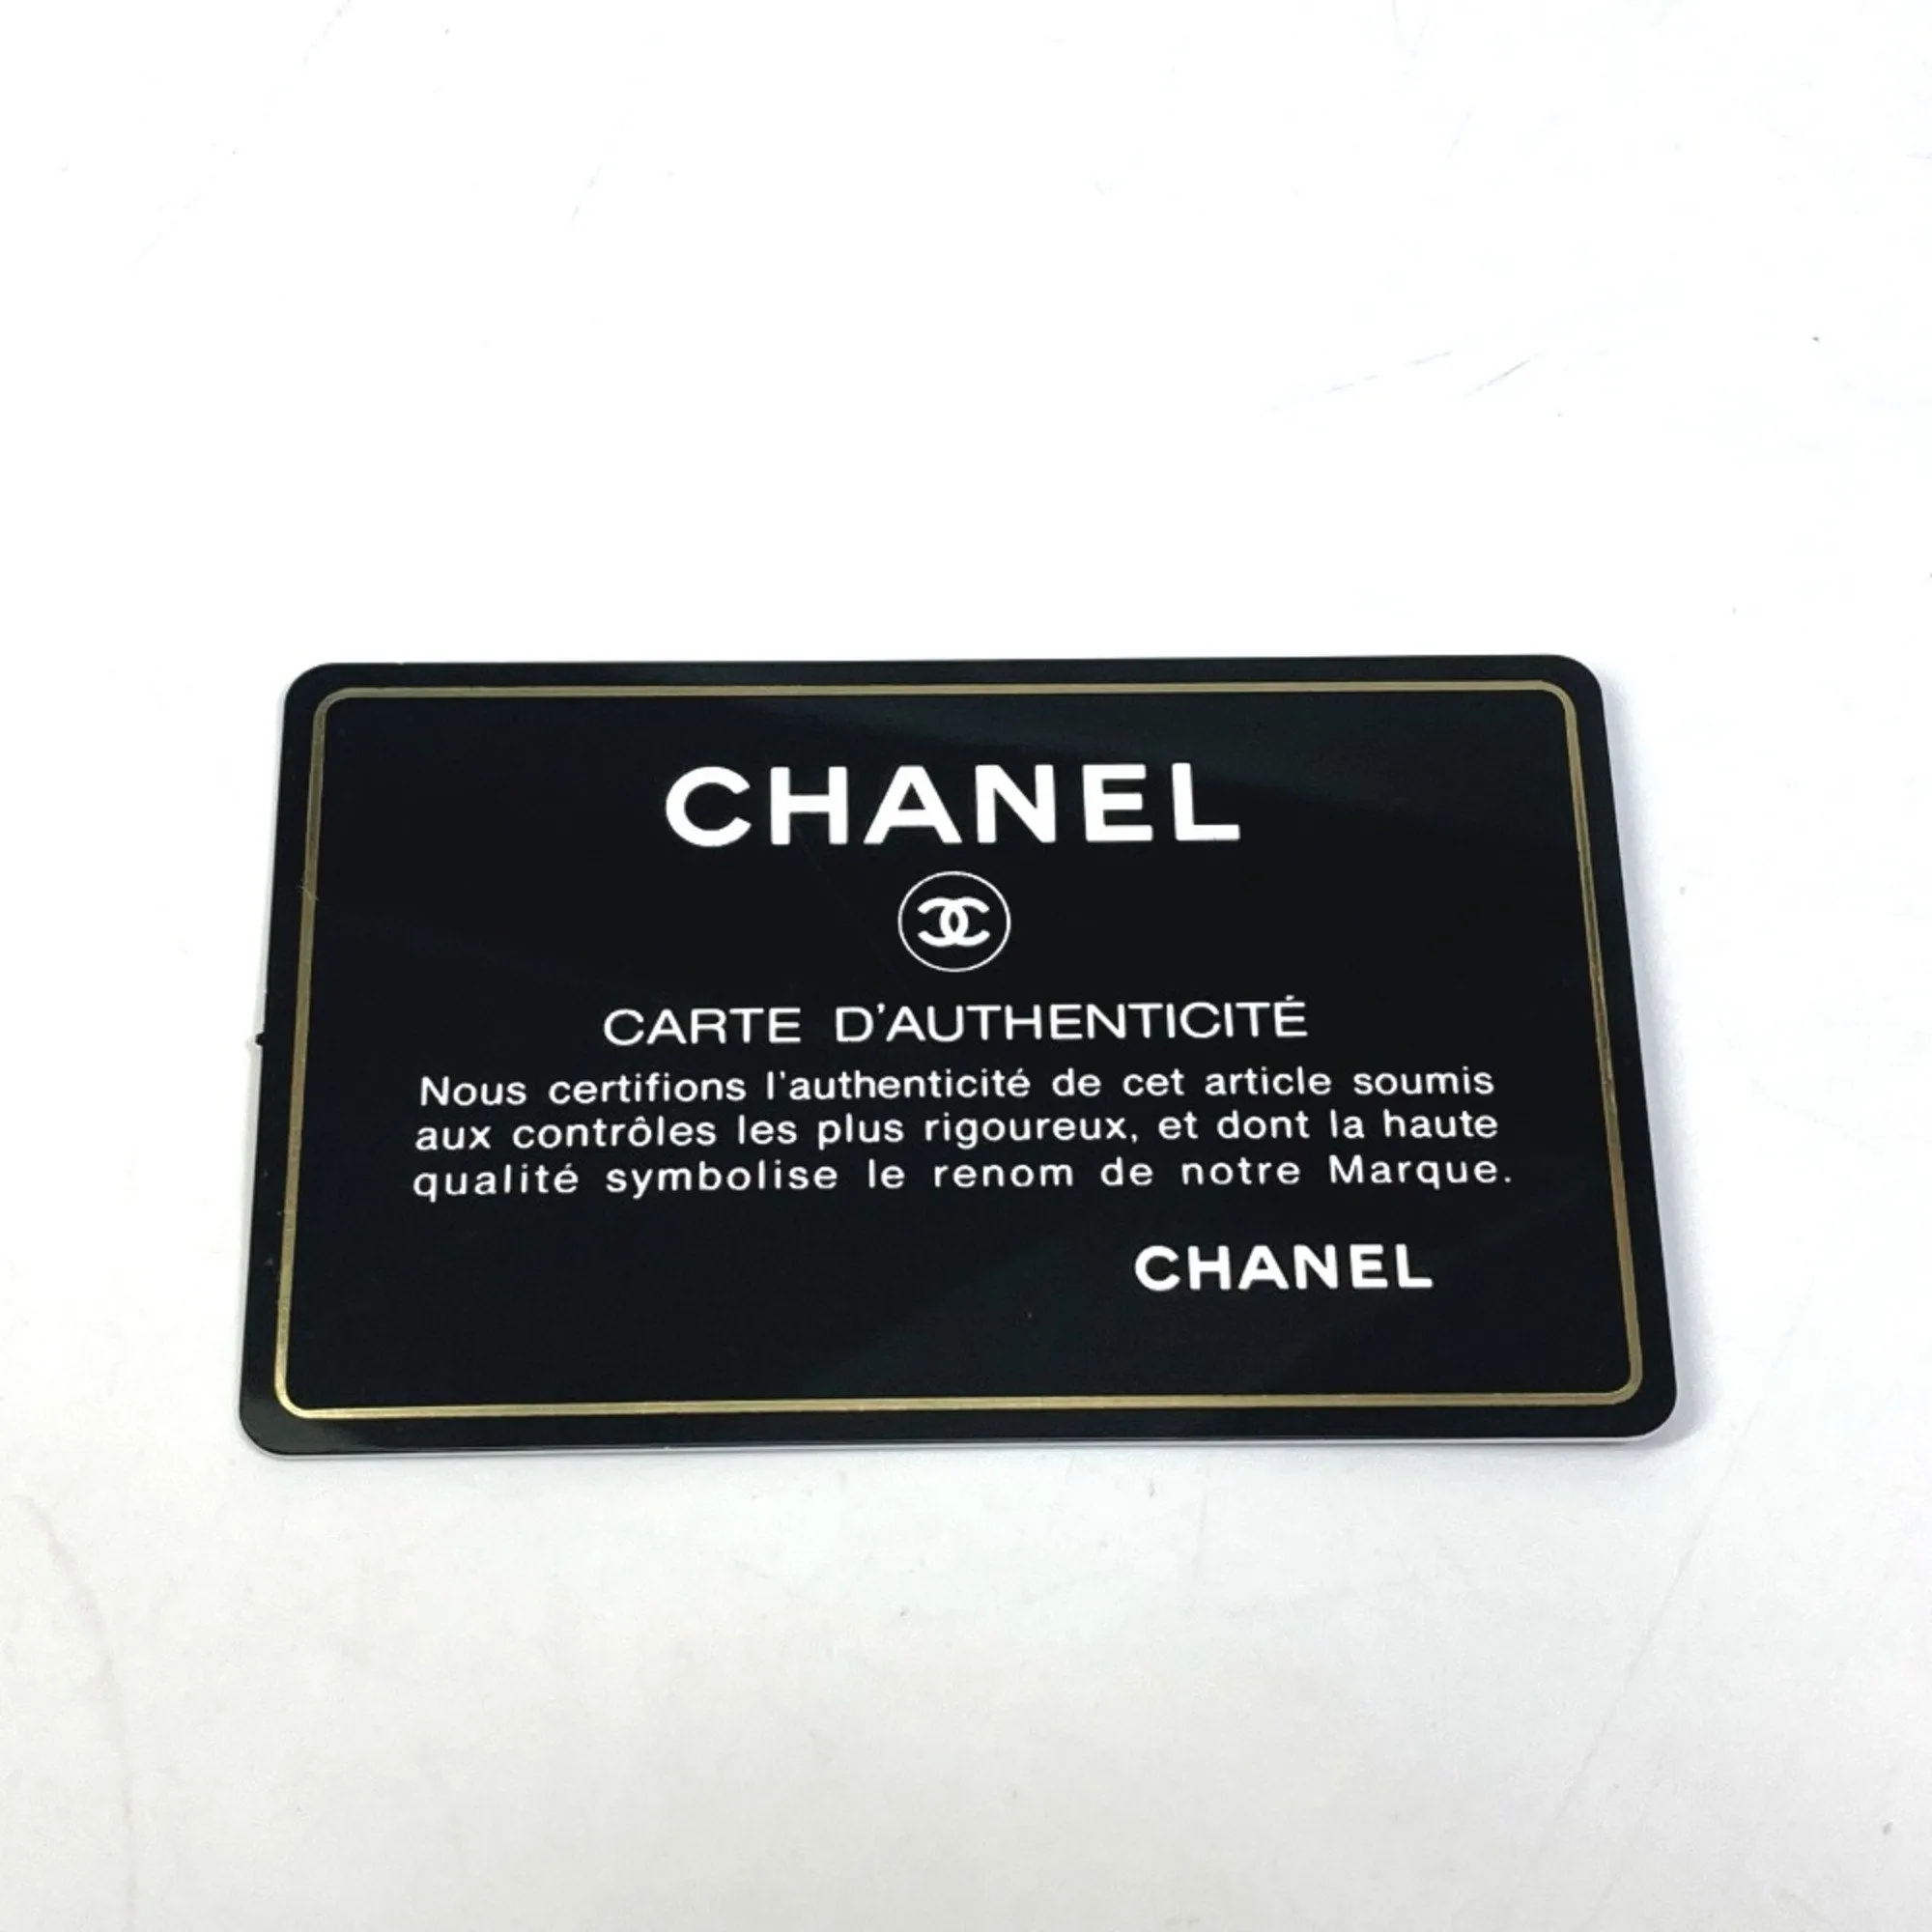 CHANEL
CARTE D'AUTHENTICITÉ
Nous certifions l'authenticité de cet article soumis
aux contrôles les plus rigoureux, et dont la haute
qualité symbolise le renom de notre Marque.
CHANEL